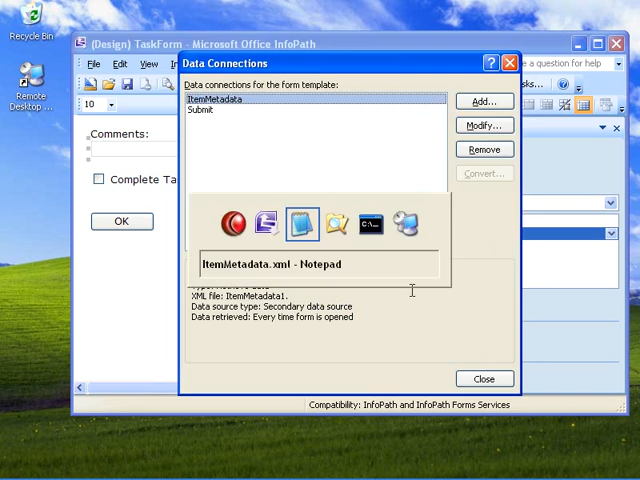 Recycle Bin
Remote
Desktop ...
(Design) TaskForm - Microsoft Office InfoPath
File Edit View In
e a question for help
sks...
10
Comments:
Complete Ta
OK
Data Connections
Data connections for the form template:
ItemMetadata
Submit
Add...
Modify...
Remove
Convert...
C:\_
ItemMetadata.xml - Notepad
XML file: ItemMetadata1.
Data source type: Secondary data source
Data retrieved: Every time form is opened
Close
Compatibility: InfoPath and InfoPath Forms Services